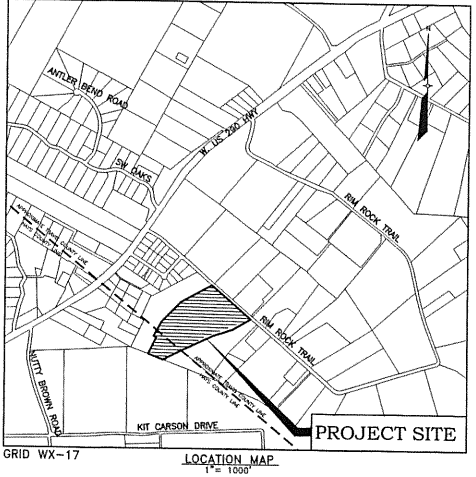 N
ANTLER BEND ROAD
SW OAKS
W. US 290 HWY
RIM ROCK TRAIL
APPROXIMATE TRAVIS COUNTY LINE
HAYS COUNTY LINE
RIM ROCK TRAIL
APPROXIMATE TRAVIS COUNTY LINE
HAYS COUNTY LINE
NUTTY BROWN ROAD
KIT CARSON DRIVE
PROJECT SITE
GRID WX-17
LOCATION MAP
1"= 1000'